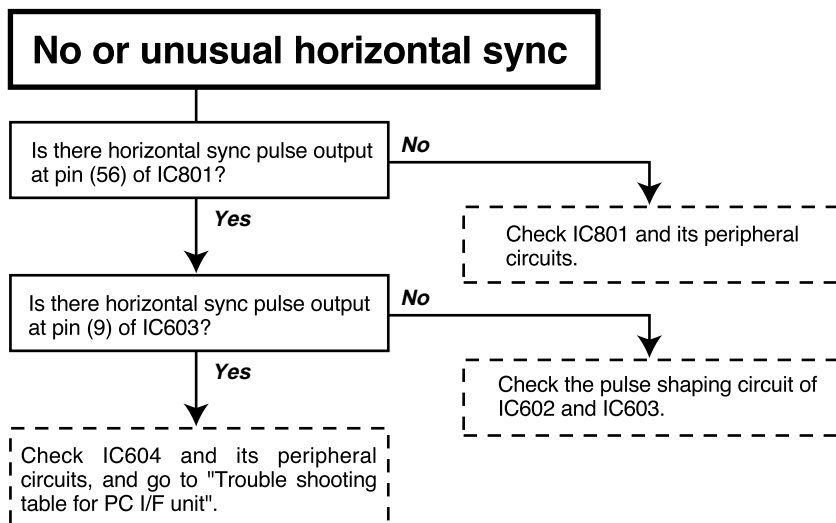 No or unusual horizontal sync
Is there horizontal sync pulse output
at pin (56) of IC801?
No
Yes
Check IC801 and its peripheral
circuits.
Is there horizontal sync pulse output
at pin (9) of IC603?
No
Yes
Check the pulse shaping circuit of
IC602 and IC603.
Check IC604 and its peripheral
circuits, and go to "Trouble shooting
table for PC I/F unit".